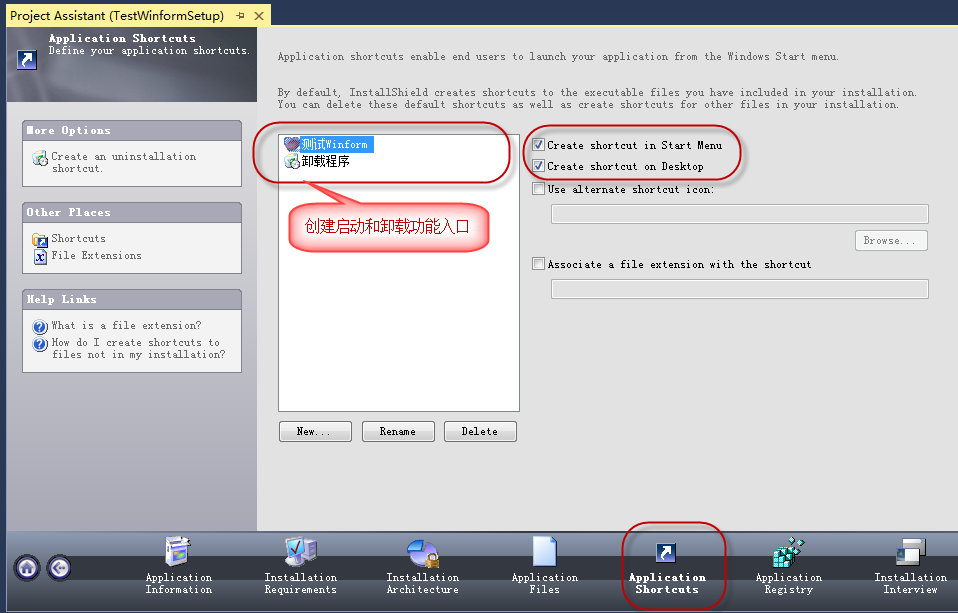 Project Assistant (TestWinformSetup)
Application Shortcuts
Define your application shortcuts.
More Options
Create an uninstallation
shortcut.
Other Places
Shortcuts
File Extensions
Help Links
What is a file extension?
How do I create shortcuts to
files not in my installation?
Application shortcuts enable end users to launch your application from the Windows Start menu.
By default, InstallShield creates shortcuts to the executable files you have included in your installation.
You can delete these default shortcuts as well as create shortcuts for other files in your installation.
测试Winform
卸载程序
创建启动和卸载功能入口
New...
Rename
Delete
Create shortcut in Start Menu
Create shortcut on Desktop
Use alternate shortcut icon:
Browse...
Associate a file extension with the shortcut
Application
Information
Installation
Requirements
Installation
Architecture
Application
Files
Application
Shortcuts
Application
Registry
Installation
Interview